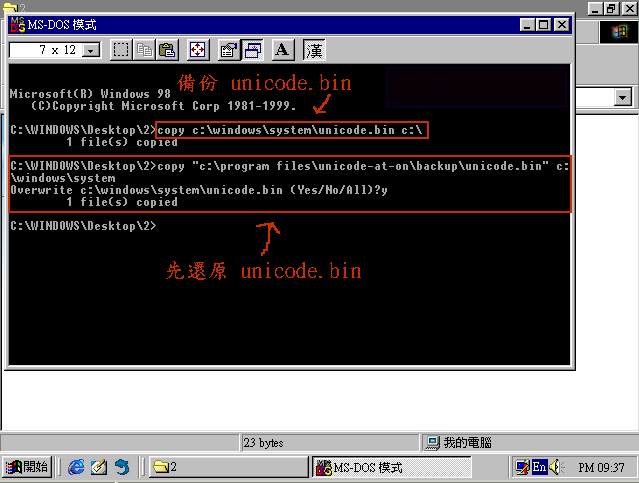 2
MS-DOS 模式
7 x 12
A
漢
備份 unicode.bin
Microsoft(R) Windows 98
(C)Copyright Microsoft Corp 1981-1999.
C:\WINDOWS\Desktop\2>copy c:\windows\system\unicode.bin c:\
1 file(s) copied
C:\WINDOWS\Desktop\2>copy "c:\program files\unicode-at-on\backup\unicode.bin" c:
\windows\system
Overwrite c:\windows\system\unicode.bin (Yes/No/All)?y
1 file(s) copied
C:\WINDOWS\Desktop\2>
先還原 unicode.bin
23 bytes
我的電腦
開始
2
MS-DOS 模式
En
PM 09:37